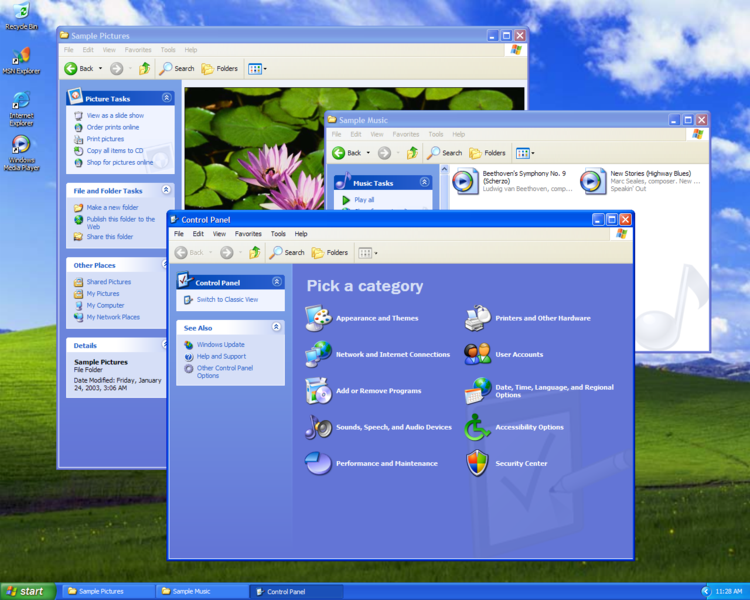 Recycle Bin
MSN Explorer
Internet
Explorer
Windows
Media Player
Sample Pictures
File Edit View Favorites Tools Help
Back Search Folders
Picture Tasks
View as a slide show
Order prints online
Print pictures
Copy all items to CD
Shop for pictures online
File and Folder Tasks
Make a new folder
Publish this folder to the
Web
Share this folder
Other Places
Shared Pictures
My Pictures
My Computer
My Network Places
Details
Sample Pictures
File Folder
Date Modified: Friday, January
24, 2003, 3:06 AM
Sample Music
File Edit View Favorites Tools Help
Back Search Folders
Music Tasks
Play all
Beethoven's Symphony No. 9
(Scherzo)
Ludwig van Beethoven, comp...
New Stories (Highway Blues)
Marc Seales, composer. New ...
Speakin' Out
Control Panel
File Edit View Favorites Tools Help
Back Search Folders
Control Panel
Switch to Classic View
See Also
Windows Update
Help and Support
Other Control Panel
Options
Pick a category
Appearance and Themes
Printers and Other Hardware
Network and Internet Connections
User Accounts
Add or Remove Programs
Date, Time, Language, and Regional
Options
Sounds, Speech, and Audio Devices
Accessibility Options
Performance and Maintenance
Security Center
start
Sample Pictures
Sample Music
Control Panel
11:28 AM